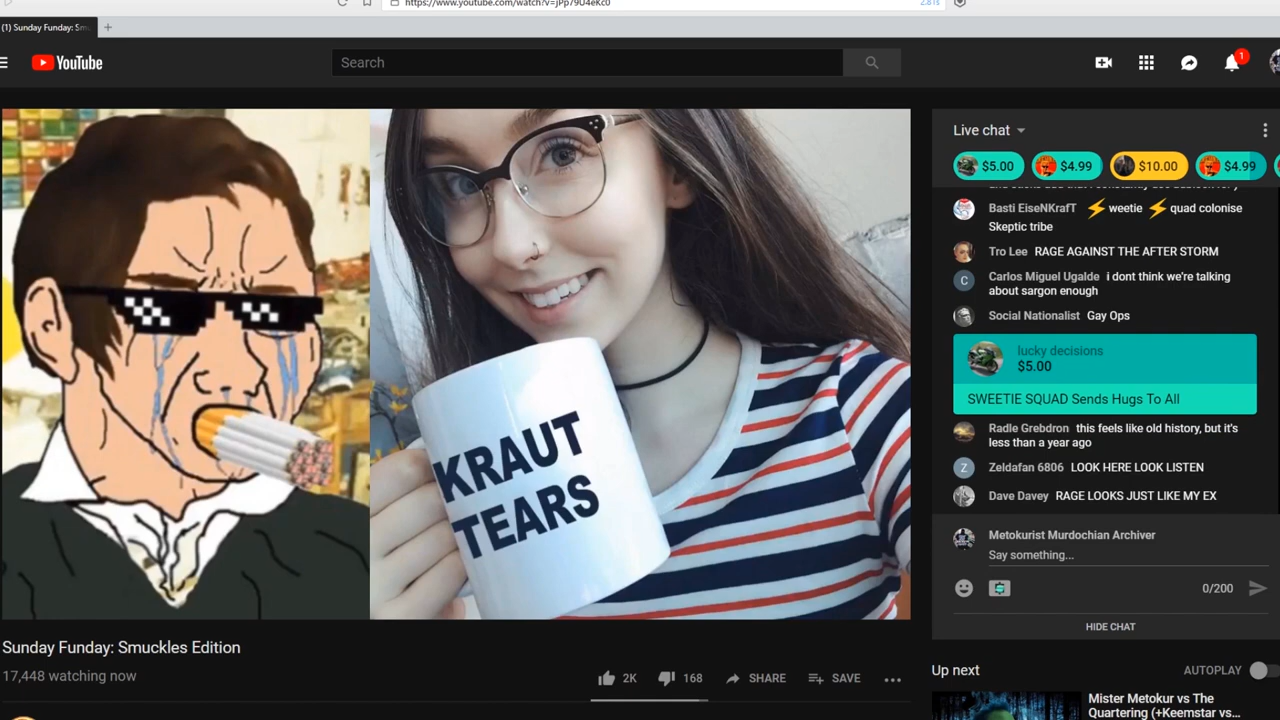 https://www.youtube.com/watch?v=jPp79U4eKc0
2.81s
(1) Sunday Funday: Sm
YouTube
Search
1
Live chat
$5.00
$4.99
$10.00
$4.99
Basti EiseNKrafT ⚡weetie ⚡quad colonise
Skeptic tribe
Tro Lee RAGE AGAINST THE AFTER STORM
Carlos Miguel Ugalde i dont think we're talking
about sargon enough
Social Nationalist Gay Ops
lucky decisions
$5.00
SWEETIE SQUAD Sends Hugs To All
Radle Grebdron this feels like old history, but it's
less than a year ago
Zeldafan 6806 LOOK HERE LOOK LISTEN
Dave Davey RAGE LOOKS JUST LIKE MY EX
Metokurist Murdochian Archiver
Say something...
0/200
HIDE CHAT
KRAUT
TEARS
Sunday Funday: Smuckles Edition
17,448 watching now
2K
168
SHARE
SAVE
Up next
AUTOPLAY
Mister Metokur vs The
Quartering (+Keemstar vs...